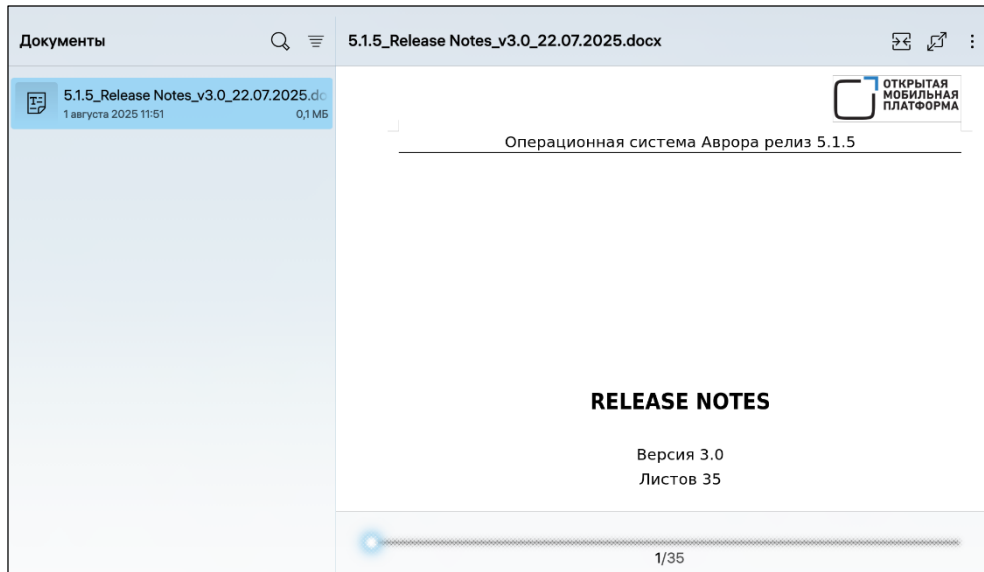 Документы
5.1.5_Release Notes_v3.0_22.07.2025.do
1 августа 2025 11:51
0,1 МБ
5.1.5_Release Notes_v3.0_22.07.2025.docx
ОТКРЫТАЯ
МОБИЛЬНАЯ
ПЛАТФОРМА
Операционная система Аврора релиз 5.1.5
RELEASE NOTES
Версия 3.0
Листов 35
1/35